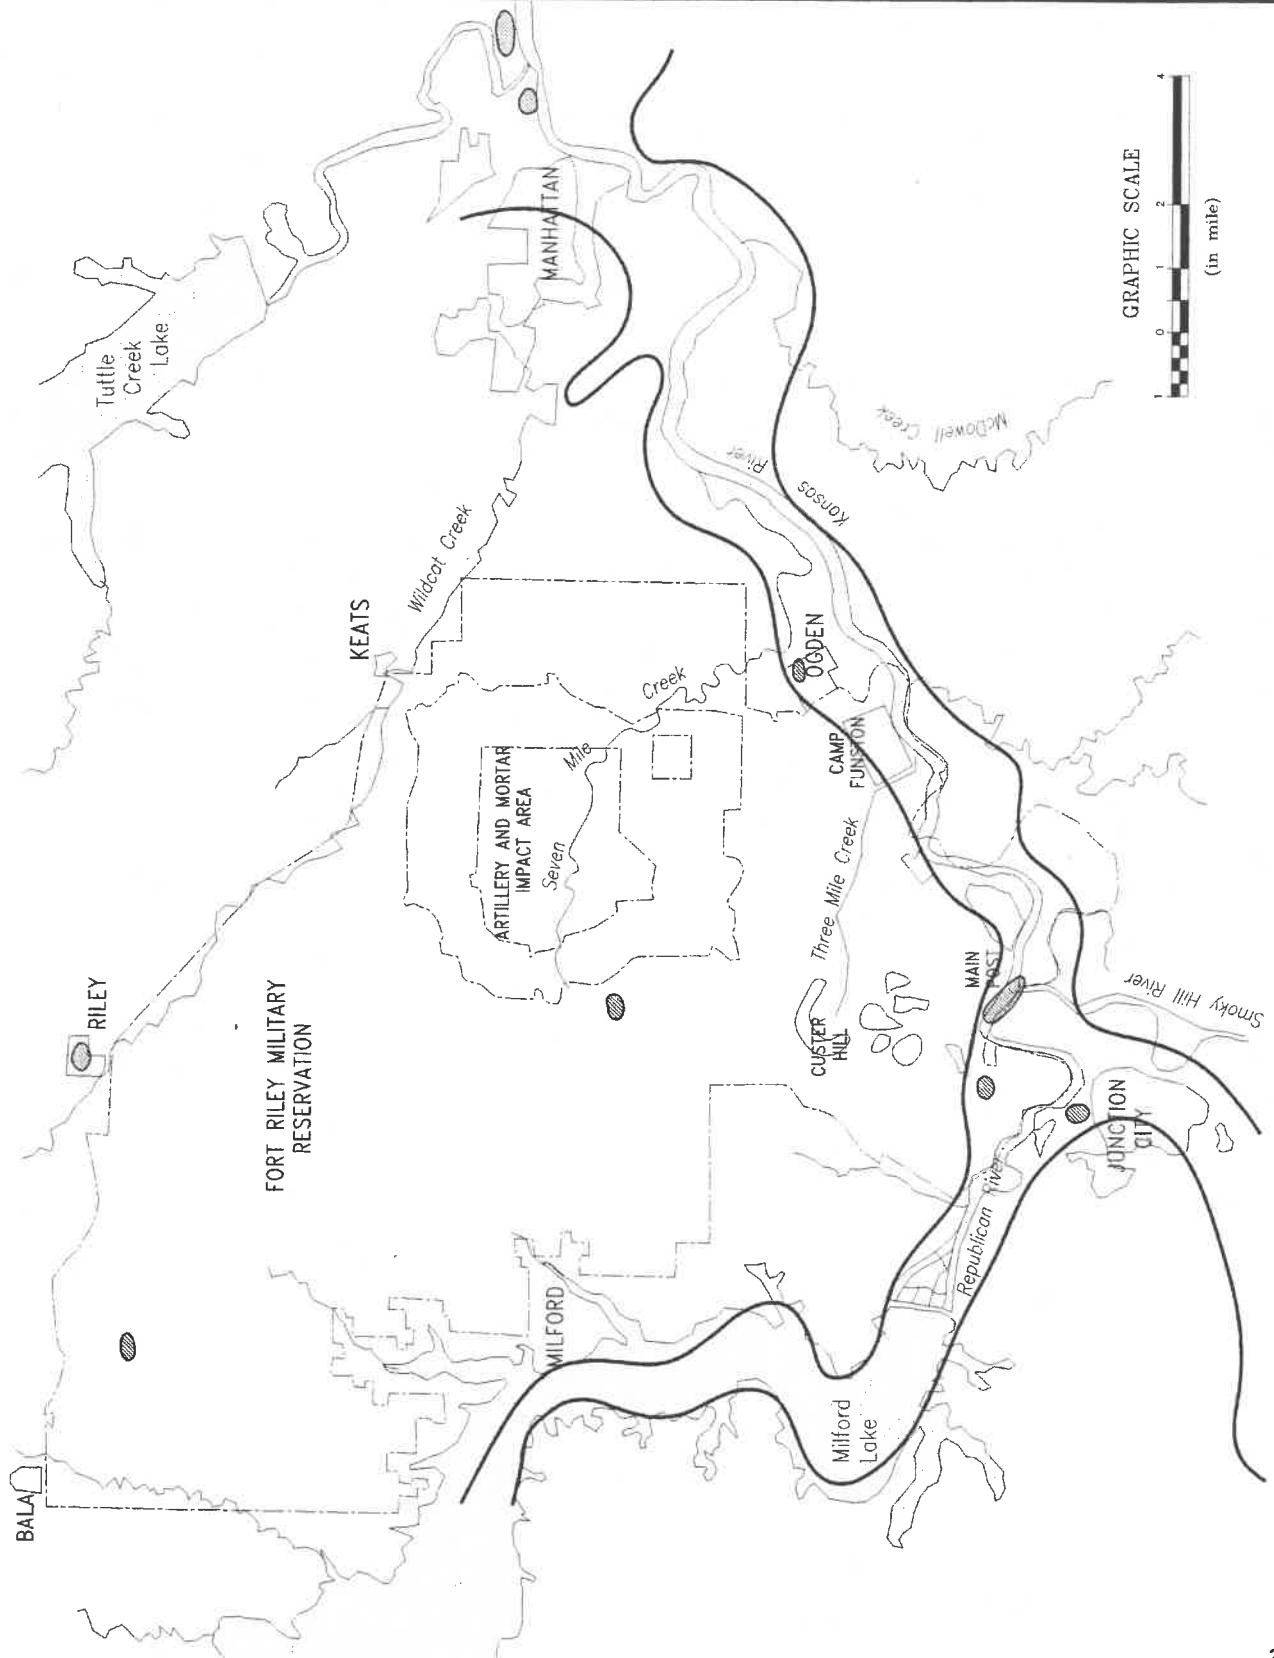 BALA
RILEY
Tuttle
Creek
Lake
KEATS
Wildcat Creek
MANHATTAN
FORT RILEY MILITARY
RESERVATION
ARTILLERY AND MORTAR
IMPACT AREA
Seven
Mile
Creek
MILFORD
Milford
Lake
CUSTER
HILL
Three Mile Creek
CAMP
FUNSTON
OGDEN
Kansas
River
McDowell Creek
MAIN
POST
Republican River
JUNCTION
CITY
Smoky Hill River
GRAPHIC SCALE
1 0 1 2 4
(in mile)